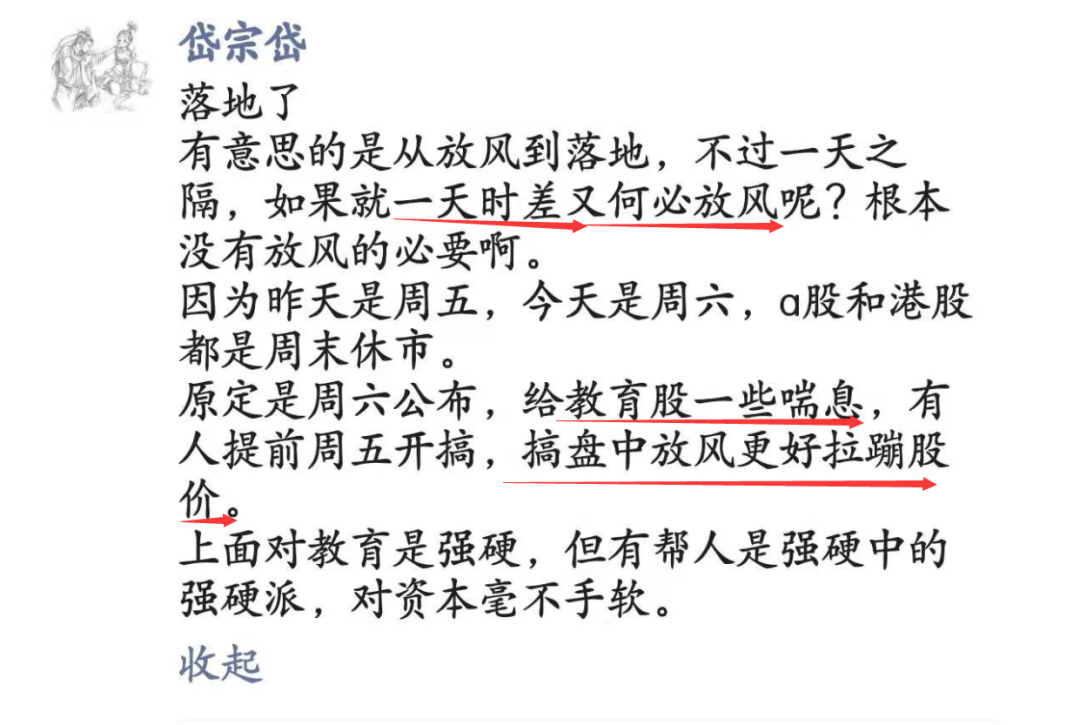 岱宗岱
落地了
有意思的是从放风到落地，不过一天之
隔，如果就一天时差又何必放风呢？根本
没有放风的必要啊。
因为昨天是周五，今天是周六，a股和港股
都是周末休市。
原定是周六公布，给教育股一些喘息，有
人提前周五开搞，搞盘中放风更好拉蹦股
价。
上面对教育是强硬，但有帮人是强硬中的
强硬派，对资本毫不手软。
收起